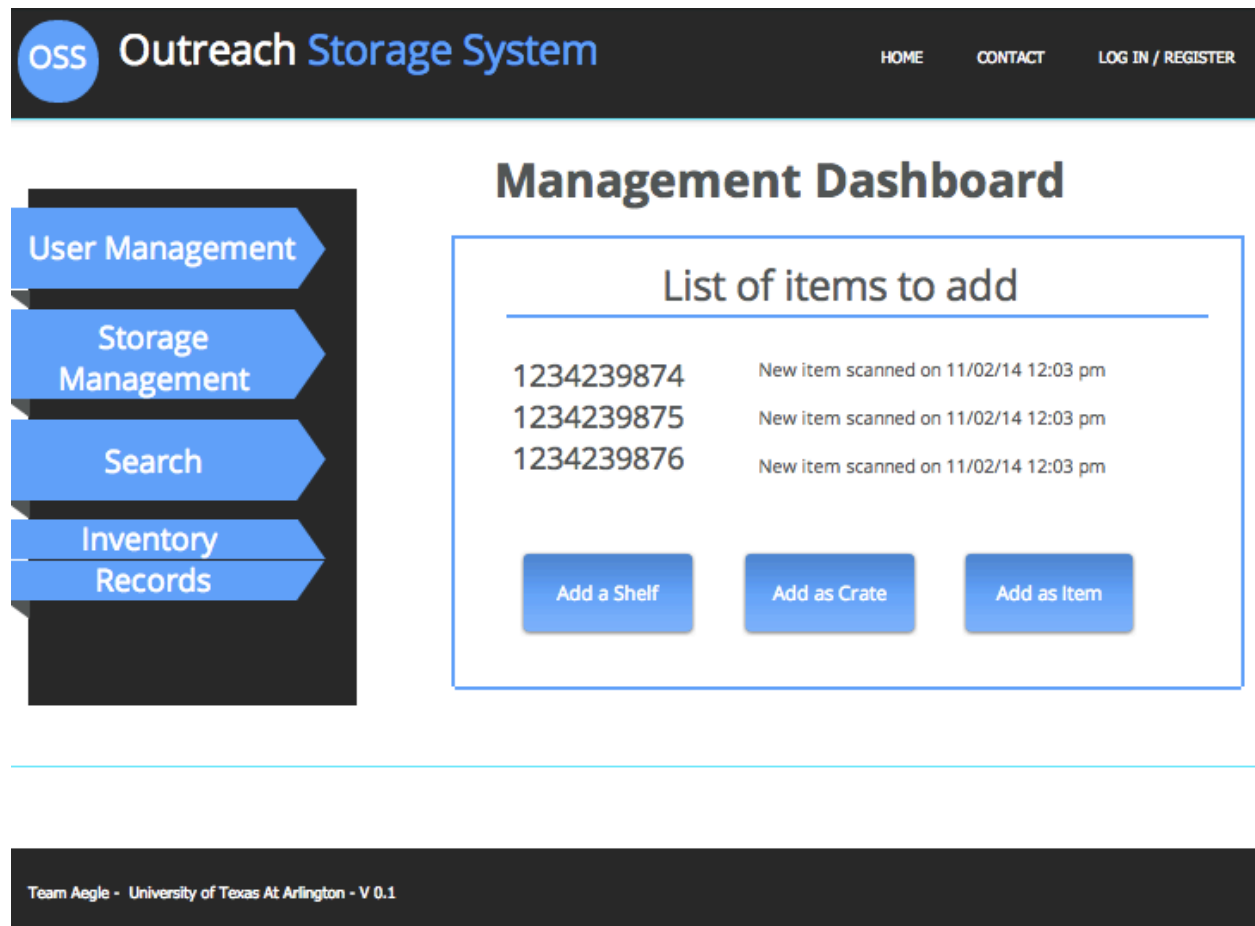 OSS
Outreach Storage System
HOME
CONTACT
LOG IN / REGISTER
Management Dashboard
User Management
Storage
Management
Search
Inventory
Records
List of items to add
1234239874 New item scanned on 11/02/14 12:03 pm
1234239875 New item scanned on 11/02/14 12:03 pm
1234239876 New item scanned on 11/02/14 12:03 pm
Add a Shelf
Add as Crate
Add as Item
Team Aegle - University of Texas At Arlington - V 0.1